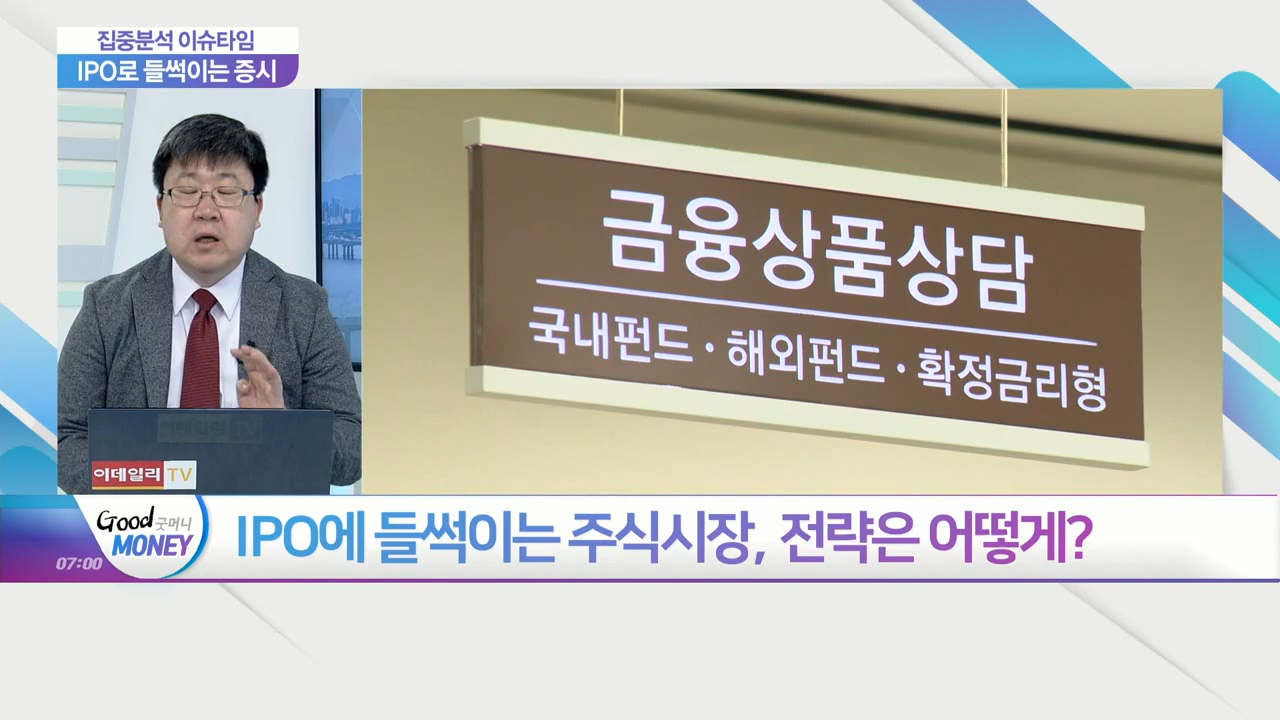 집중분석 이슈타임
IPO로 들썩이는 증시
금융상품상담
국내펀드·해외펀드·확정금리형
이데일리TV
Good 굿머니
MONEY
07:00
IPO에 들썩이는 주식시장, 전략은 어떻게?